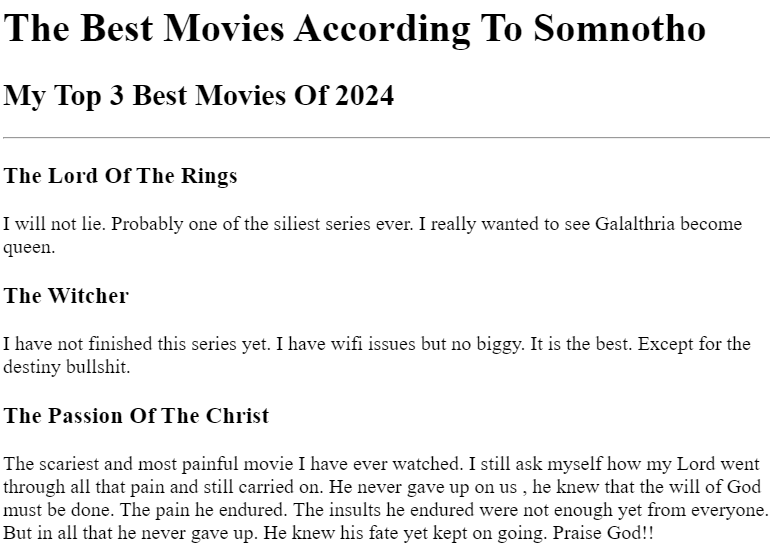 The Best Movies According To Somnotho
My Top 3 Best Movies Of 2024
The Lord Of The Rings
I will not lie. Probably one of the siliest series ever. I really wanted to see Galalthria become
queen.
The Witcher
I have not finished this series yet. I have wifi issues but no biggy. It is the best. Except for the
destiny bullshit.
The Passion Of The Christ
The scariest and most painful movie I have ever watched. I still ask myself how my Lord went
through all that pain and still carried on. He never gave up on us , he knew that the will of God
must be done. The pain he endured. The insults he endured were not enough yet from everyone.
But in all that he never gave up. He knew his fate yet kept on going. Praise God!!